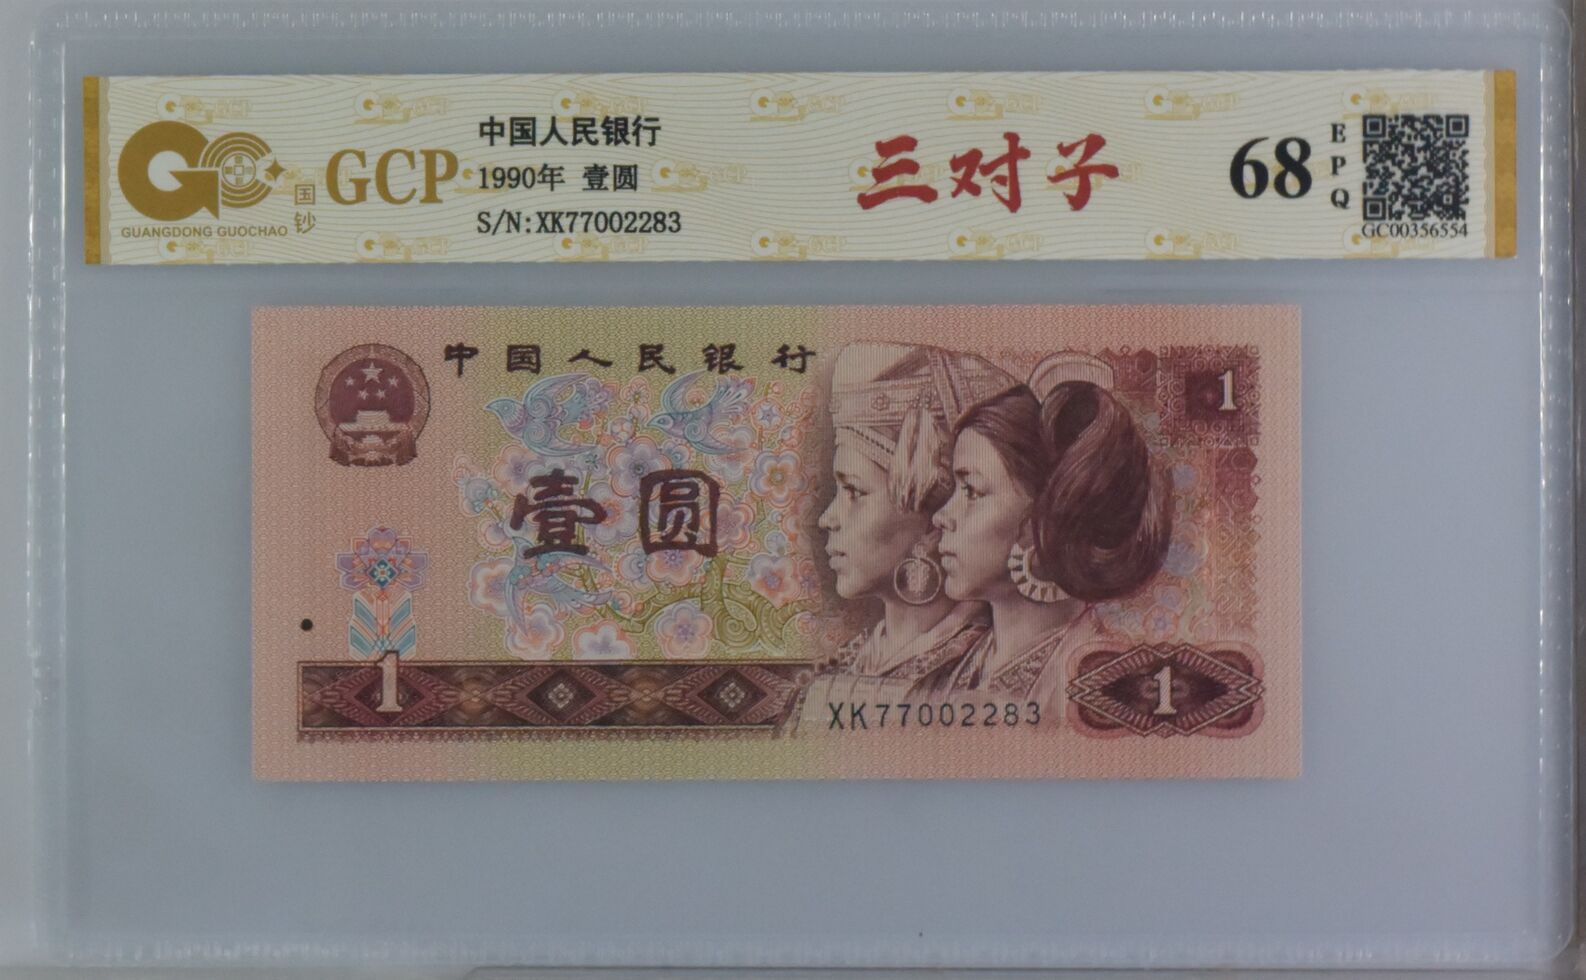 GCP
国钞
GUANGDONG GUOCHAO
中国人民银行
1990年 壹圆
S/N:XK77002283
三对子
68
EPQ
GC00356554
中国人民银行
1
壹圆
1
XK77002283
1